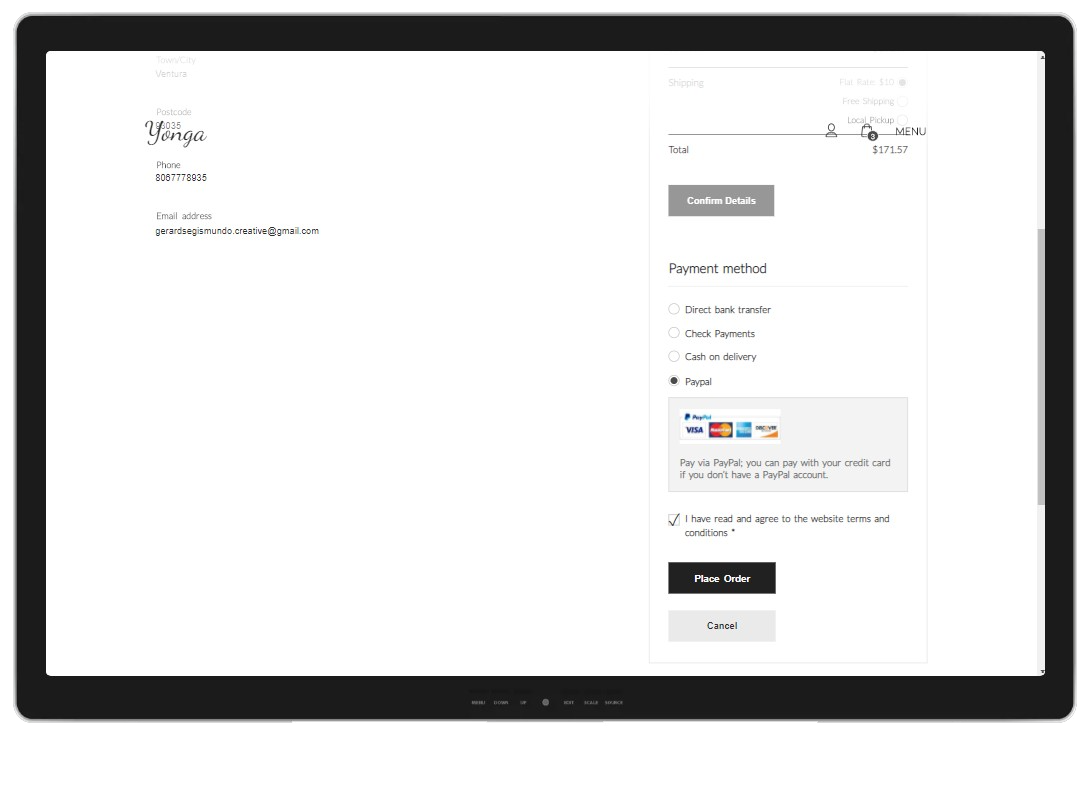 Town/City
Ventura
Postcode
93035
Yonga
Phone
8067778935
Email address
gerardsegismundo.creative@gmail.com
Shipping
Flat Rate: $10
Free Shipping
Local Pickup
3
MENU
Total
$171.57
Confirm Details
Payment method
Direct bank transfer
Check Payments
Cash on delivery
Paypal
PayPal
VISA MasterCard
DISCOVER
Pay via PayPal; you can pay with your credit card
if you don't have a PayPal account.
I have read and agree to the website terms and
conditions *
Place Order
Cancel
MENU DOWN UP EXIT SCALE SOURCE